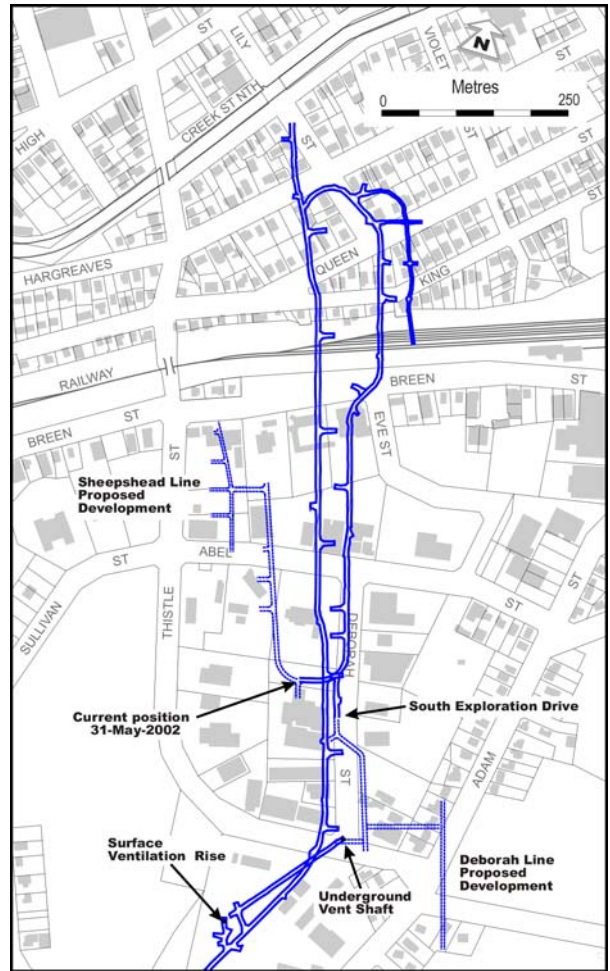 ST
LILY
VIOLET
ST
N
CREEK ST NTH
ST
HIGH
Metres
0 250
ST
HARGREAVES
QUEEN
KING
RAILWAY
BREEN
ST
BREEN
ST
EVE ST
ST
Sheepshead Line
Proposed
Development
ABEL
ST
SULLIVAN
THISTLE
DEBORAH
ST
ST
Current position
31-May-2002
South Exploration Drive
ST
ADAM
Surface
Ventilation Rise
Underground
Vent Shaft
Deborah Line
Proposed
Development